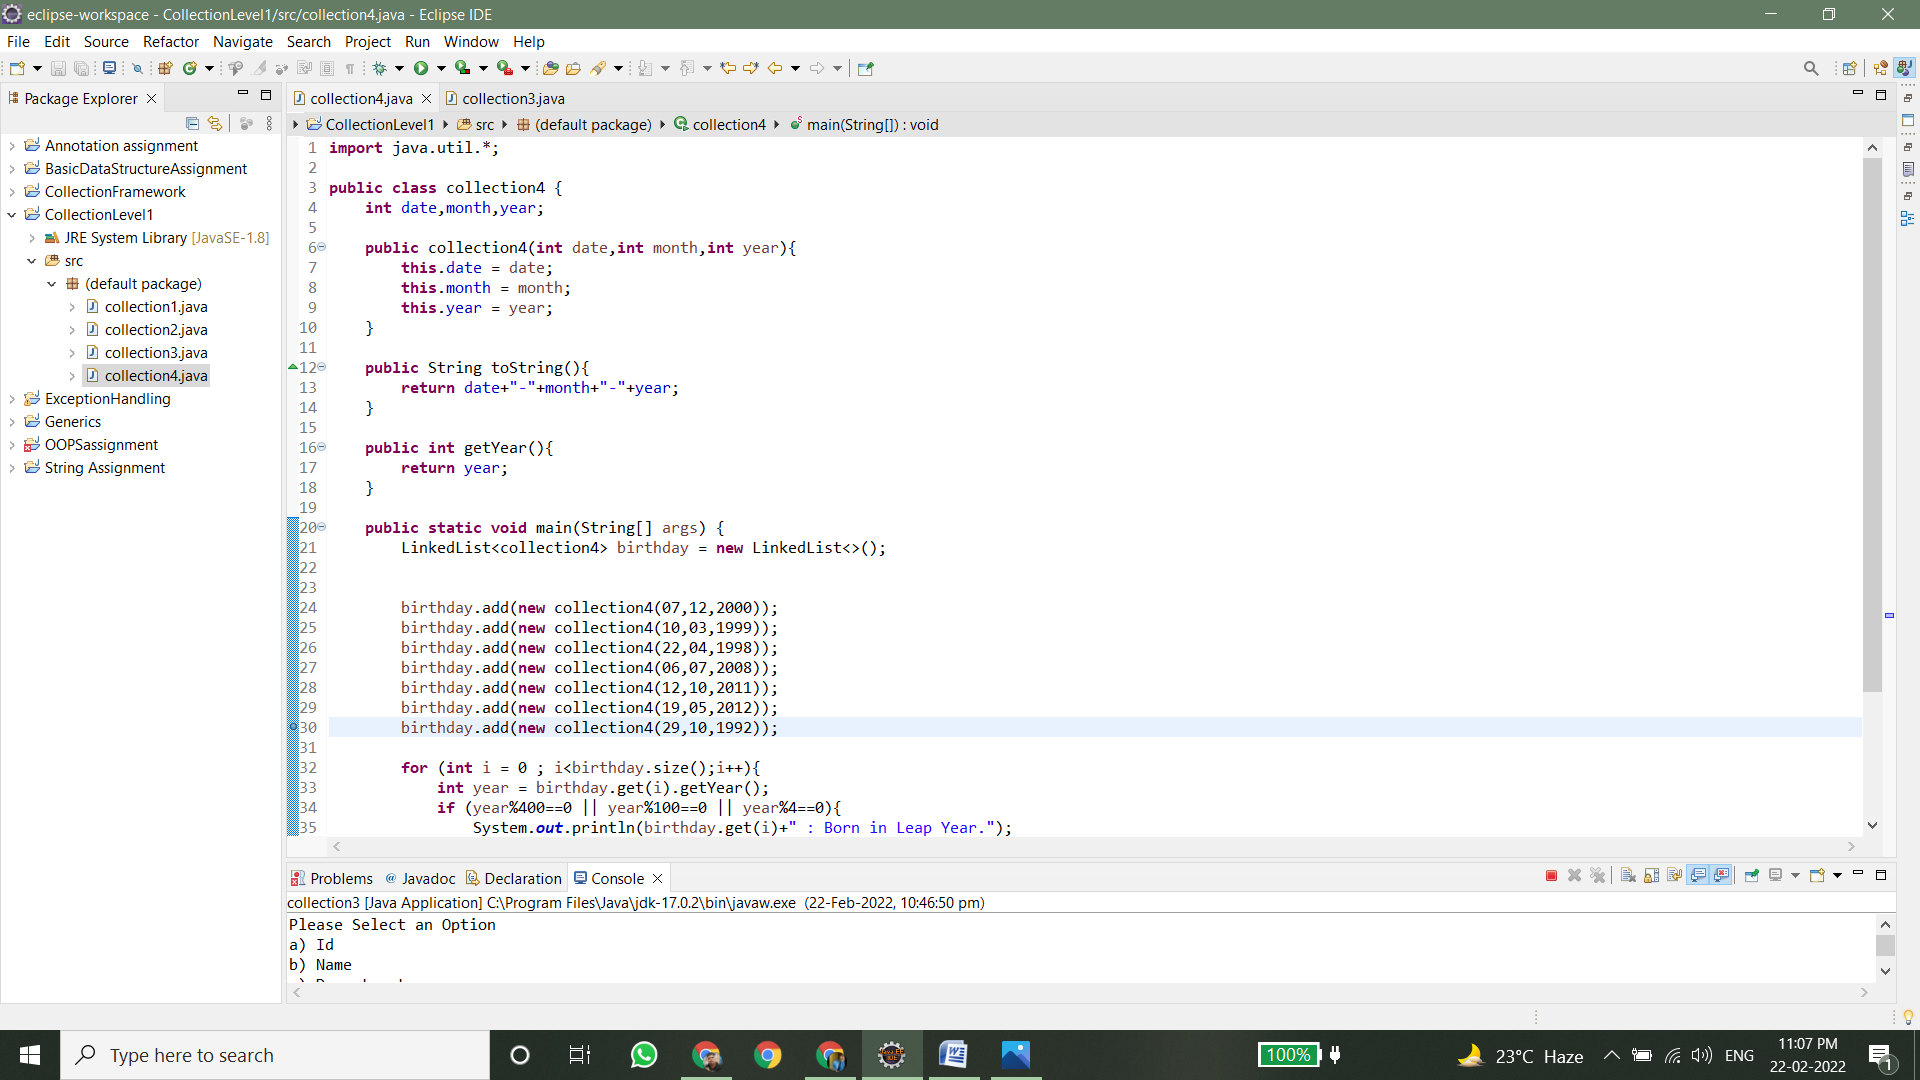 eclipse-workspace - CollectionLevel1/src/collection4.java - Eclipse IDE
File Edit Source Refactor Navigate Search Project Run Window Help
Package Explorer
Annotation assignment
BasicDataStructureAssignment
CollectionFramework
CollectionLevel1
JRE System Library [JavaSE-1.8]
src
(default package)
collection1.java
collection2.java
collection3.java
collection4.java
ExceptionHandling
Generics
OOPSassignment
String Assignment
collection4.java collection3.java
CollectionLevel1 src (default package) collection4 main(String[]) : void
1 import java.util.*;
2
3 public class collection4 {
4 int date,month,year;
5
6 public collection4(int date,int month,int year){
7 this.date = date;
8 this.month = month;
9 this.year = year;
10 }
11
12 public String toString(){
13 return date+"-"+month+"-"+year;
14 }
15
16 public int getYear(){
17 return year;
18 }
19
20 public static void main(String[] args) {
21 LinkedList<collection4> birthday = new LinkedList<>();
22
23
24 birthday.add(new collection4(07,12,2000));
25 birthday.add(new collection4(10,03,1999));
26 birthday.add(new collection4(22,04,1998));
27 birthday.add(new collection4(06,07,2008));
28 birthday.add(new collection4(12,10,2011));
29 birthday.add(new collection4(19,05,2012));
30 birthday.add(new collection4(29,10,1992));
31
32 for (int i = 0 ; i<birthday.size();i++){
33 int year = birthday.get(i).getYear();
34 if (year%400==0 || year%100==0 || year%4==0){
35 System.out.println(birthday.get(i)+" : Born in Leap Year.");
Problems @ Javadoc Declaration Console
collection3 [Java Application] C:\Program Files\Java\jdk-17.0.2\bin\javaw.exe (22-Feb-2022, 10:46:50 pm)
Please Select an Option
a) Id
b) Name
Type here to search
100%
23°C Haze
ENG
11:07 PM
22-02-2022
1